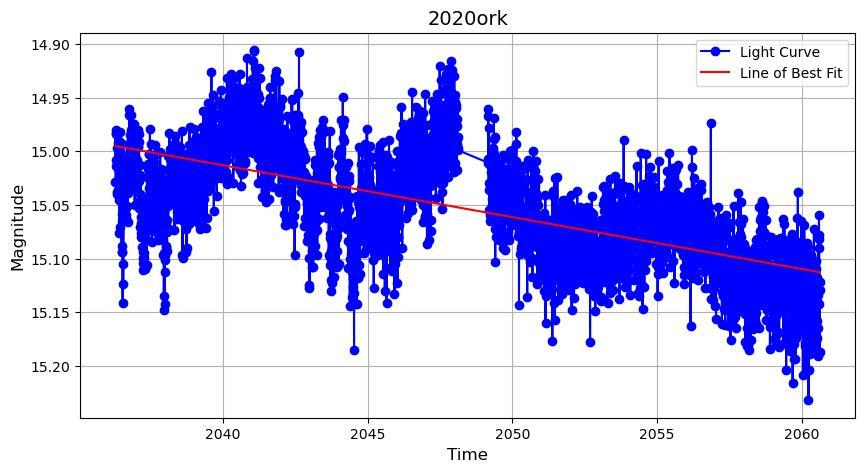 2020ork
Light Curve
Line of Best Fit
Magnitude
14.90
14.95
15.00
15.05
15.10
15.15
15.20
2040
2045
2050
2055
2060
Time